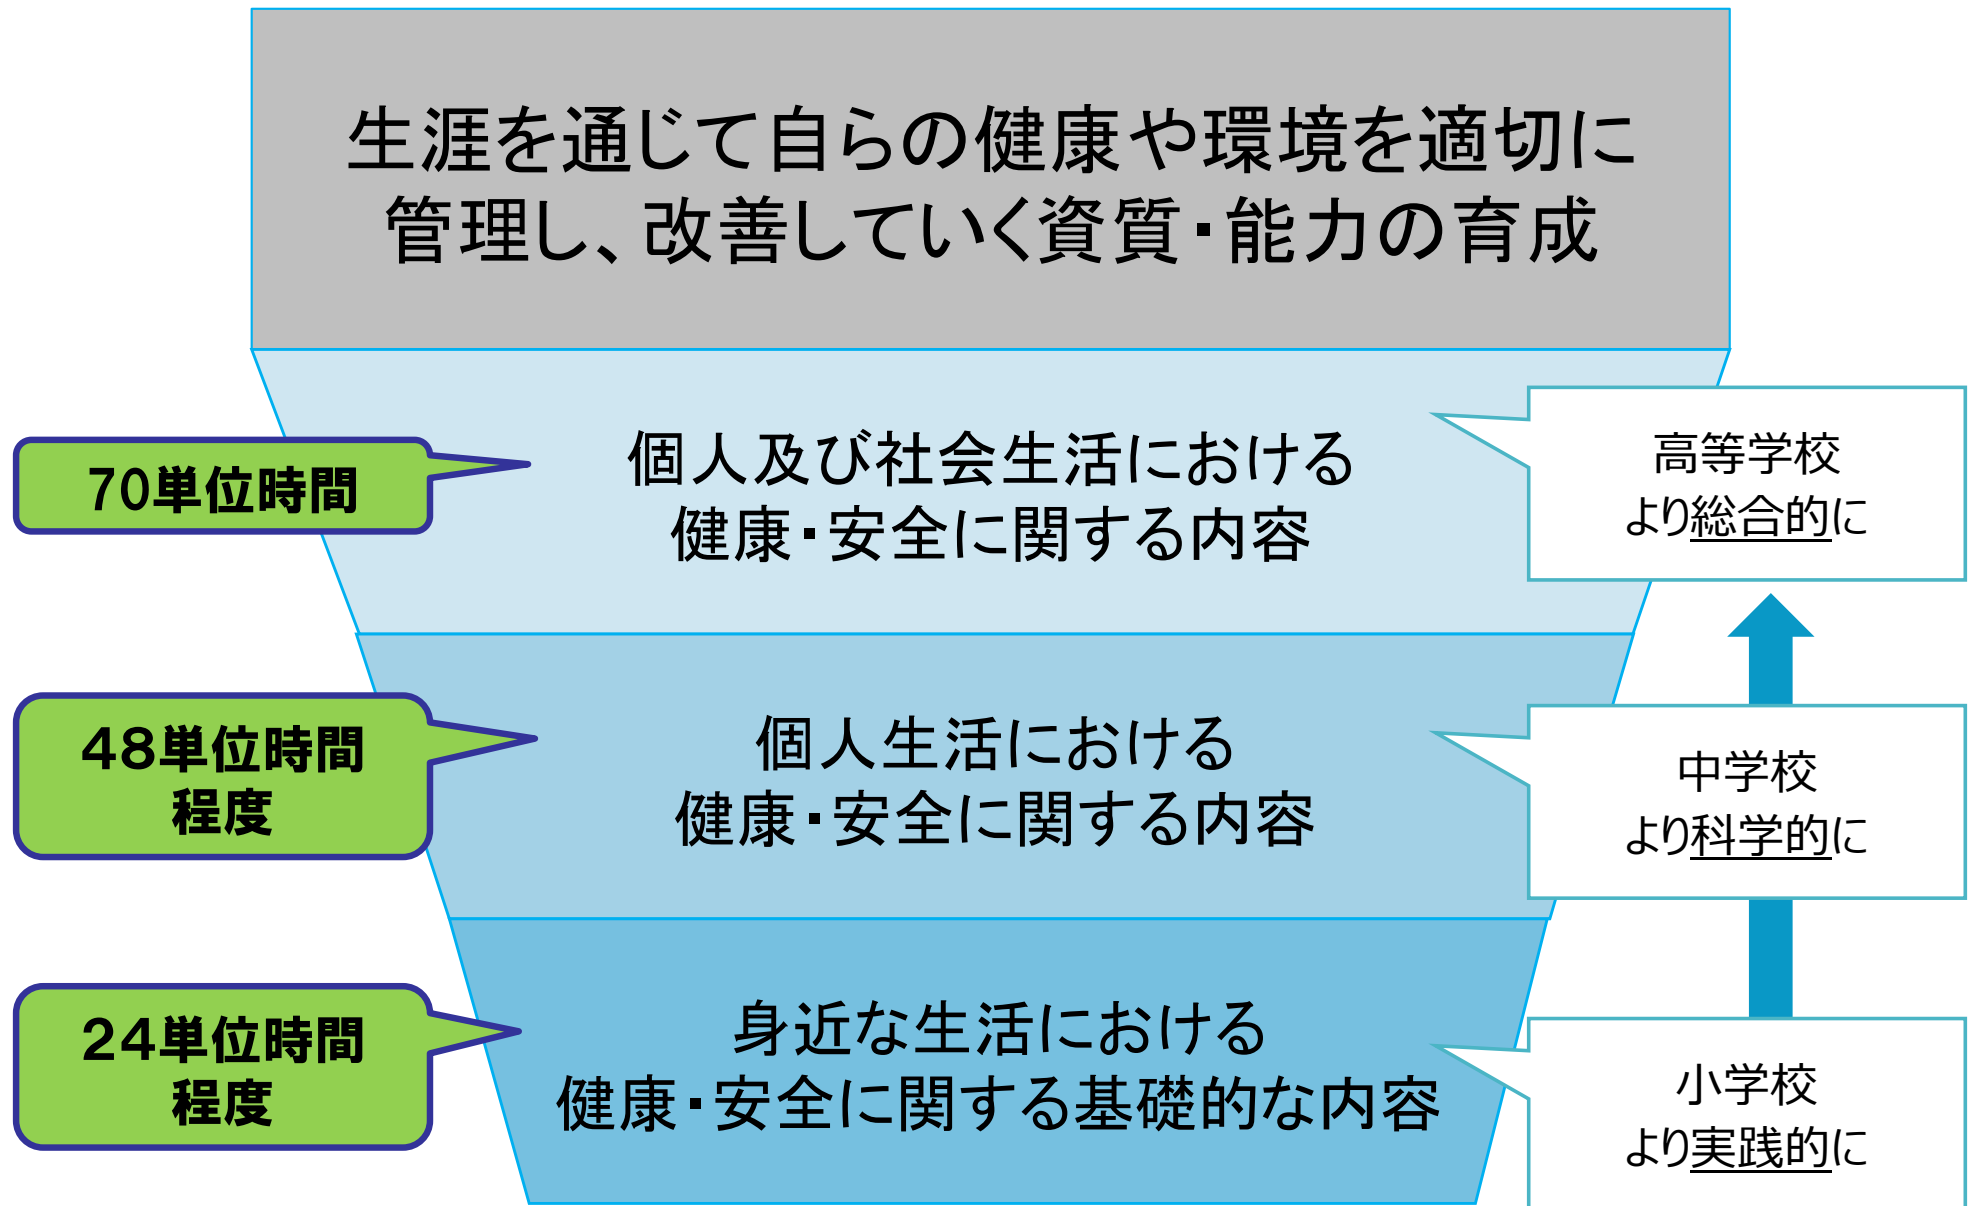 生涯を通じて自らの健康や環境を適切に
管理し、改善していく資質・能力の育成
70単位時間
個人及び社会生活における
健康・安全に関する内容
高等学校
より総合的に
48単位時間
程度
個人生活における
健康・安全に関する内容
中学校
より科学的に
24単位時間
程度
身近な生活における
健康・安全に関する基礎的な内容
小学校
より実践的に